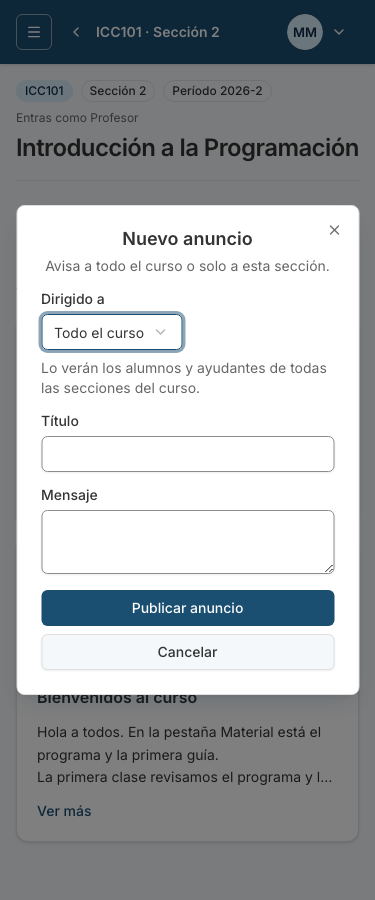 ICC101 · Sección 2
MM
ICC101
Sección 2
Período 2026-2
Entras como Profesor
Introducción a la Programación
Nuevo anuncio
Avisa a todo el curso o solo a esta sección.
Dirigido a
Todo el curso
Lo verán los alumnos y ayudantes de todas
las secciones del curso.
Título
Mensaje
Publicar anuncio
Cancelar
Bienvenidos al curso
Hola a todos. En la pestaña Material está el
programa y la primera guía.
La primera clase revisamos el programa y l...
Ver más